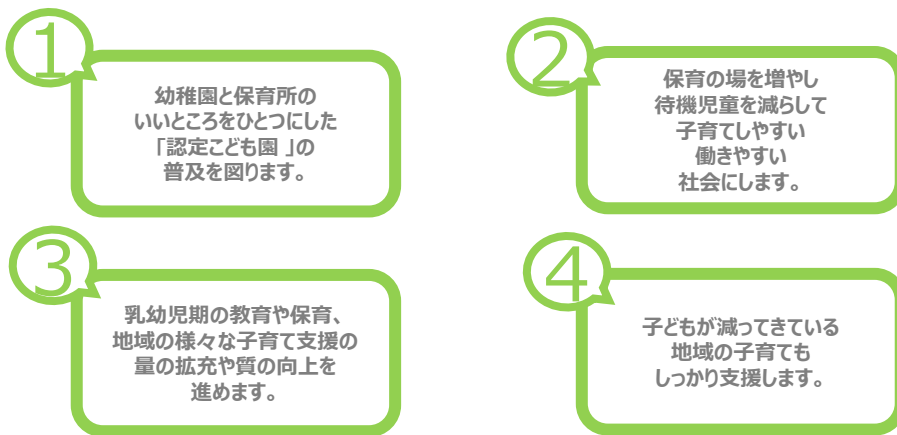 1
幼稚園と保育所の
いいところをひとつにした
「認定こども園 」の
普及を図ります。
2
保育の場を増やし
待機児童を減らして
子育てしやすい
働きやすい
社会にします。
3
乳幼児期の教育や保育、
地域の様々な子育て支援の
量の拡充や質の向上を
進めます。
4
子どもが減ってきている
地域の子育ても
しっかり支援します。